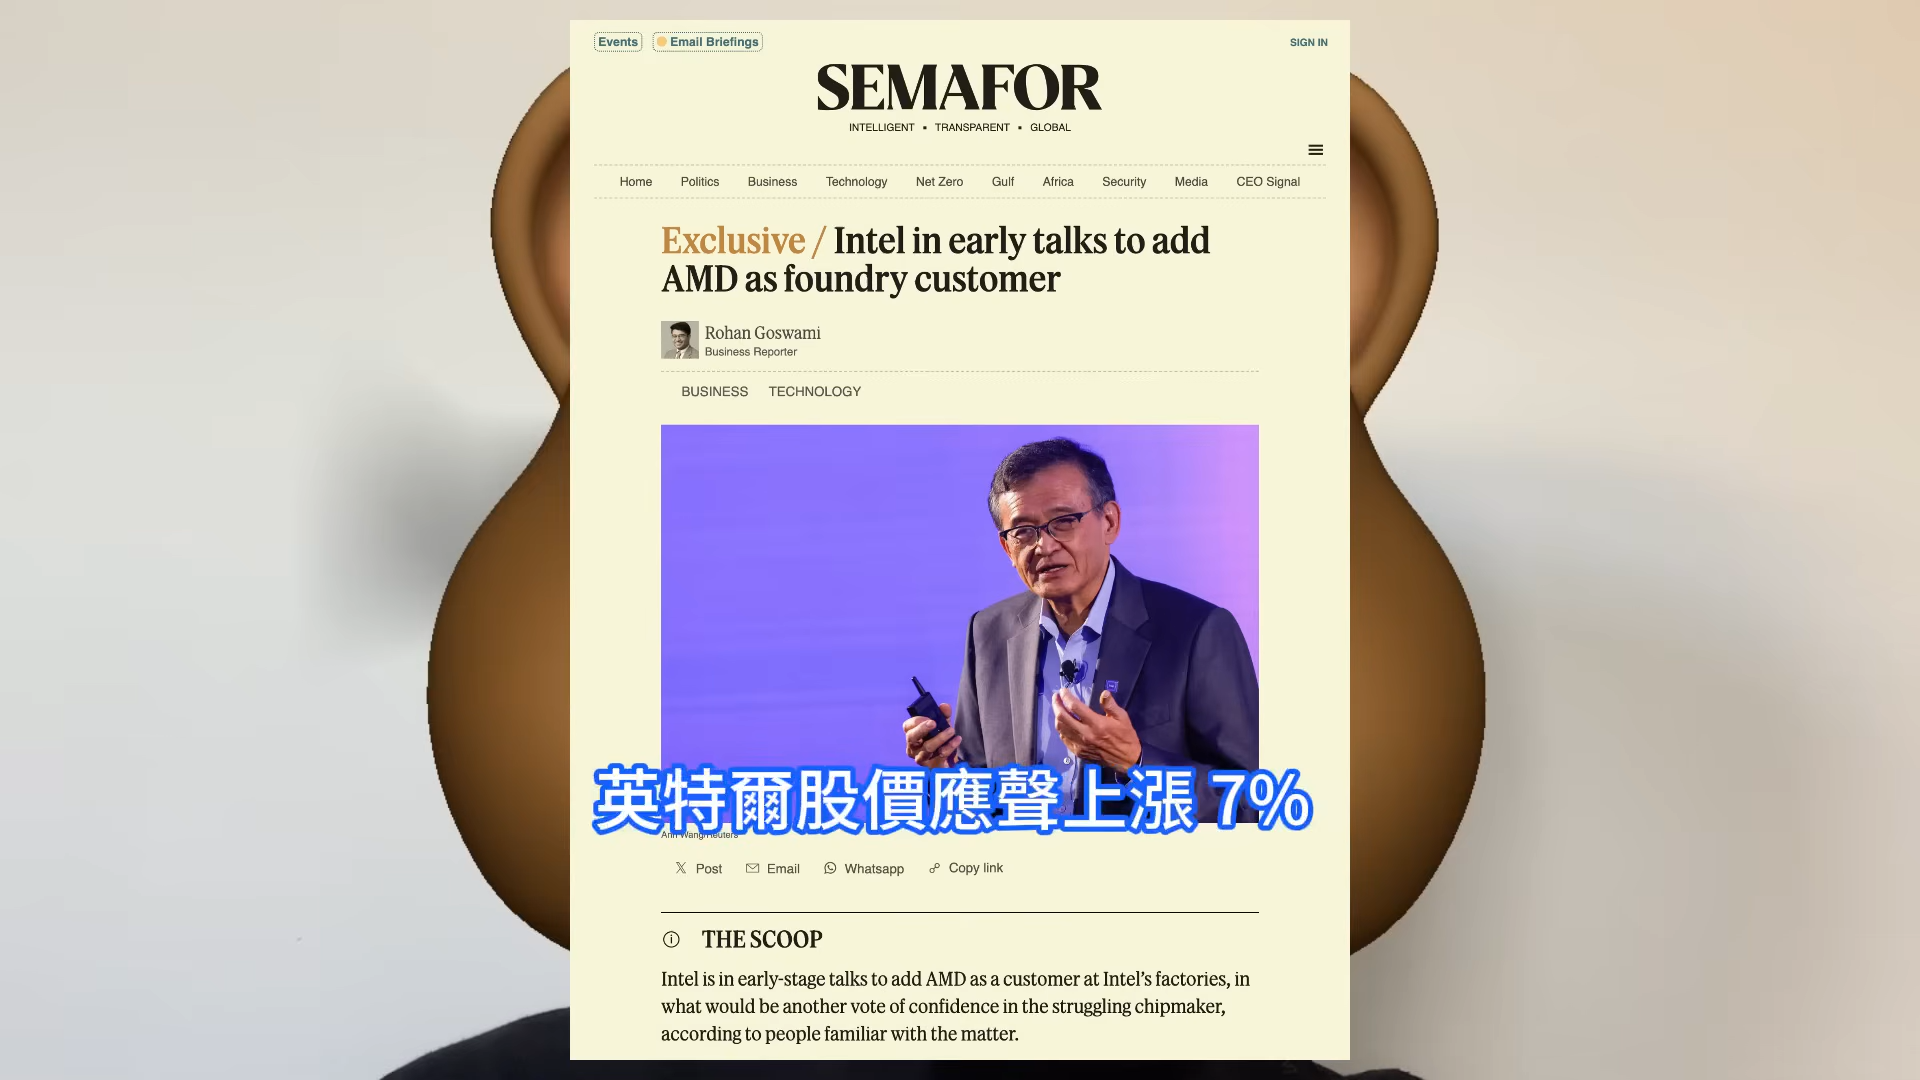 Events
Email Briefings
SIGN IN
SEMAFOR
INTELLIGENT • TRANSPARENT • GLOBAL
Home Politics Business Technology Net Zero Gulf Africa Security Media CEO Signal
Exclusive / Intel in early talks to add
AMD as foundry customer
Rohan Goswami
Business Reporter
BUSINESS TECHNOLOGY
英特爾股價應聲上漲 7%
Ann Wang/Reuters
Post Email Whatsapp Copy link
THE SCOOP
Intel is in early-stage talks to add AMD as a customer at Intel’s factories, in
what would be another vote of confidence in the struggling chipmaker,
according to people familiar with the matter.